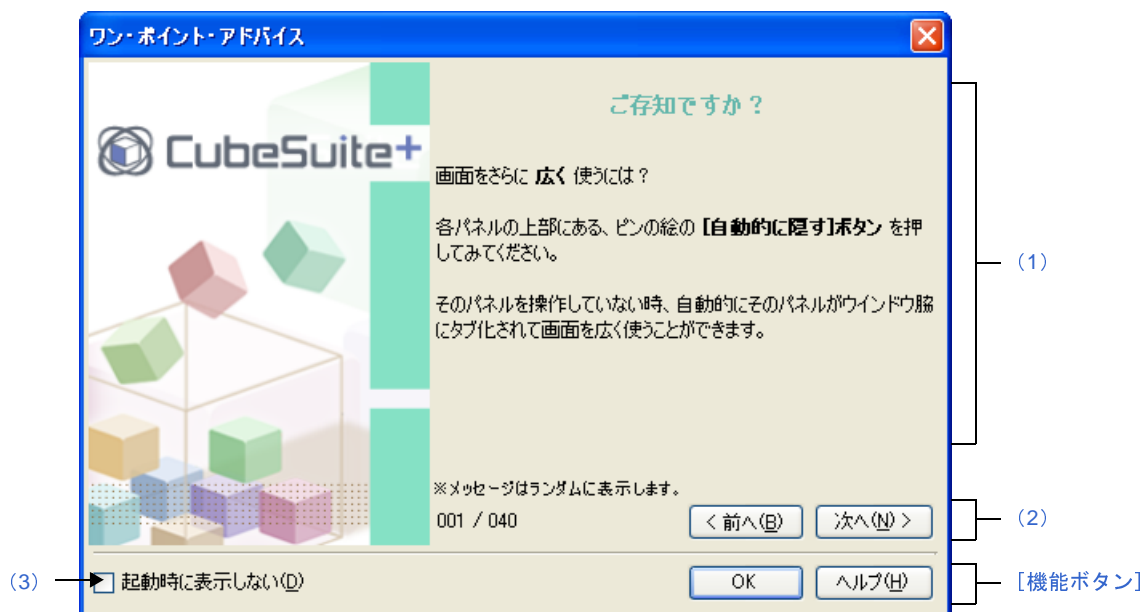 ワン・ポイント・アドバイス
CubeSuite+
ご存知ですか？
画面をさらに 広く 使うには？
各パネルの上部にある、ピンの絵の [自動的に隠す]ボタン を押
してみてください。
そのパネルを操作していない時、自動的にそのパネルがウインドウ脇
にタブ化されて画面を広く使うことができます。
(1)
※メッセージはランダムに表示します。
001 / 040
< 前へ(B)
次へ(N) >
(2)
(3)
起動時に表示しない(D)
OK
ヘルプ(H)
[機能ボタン]